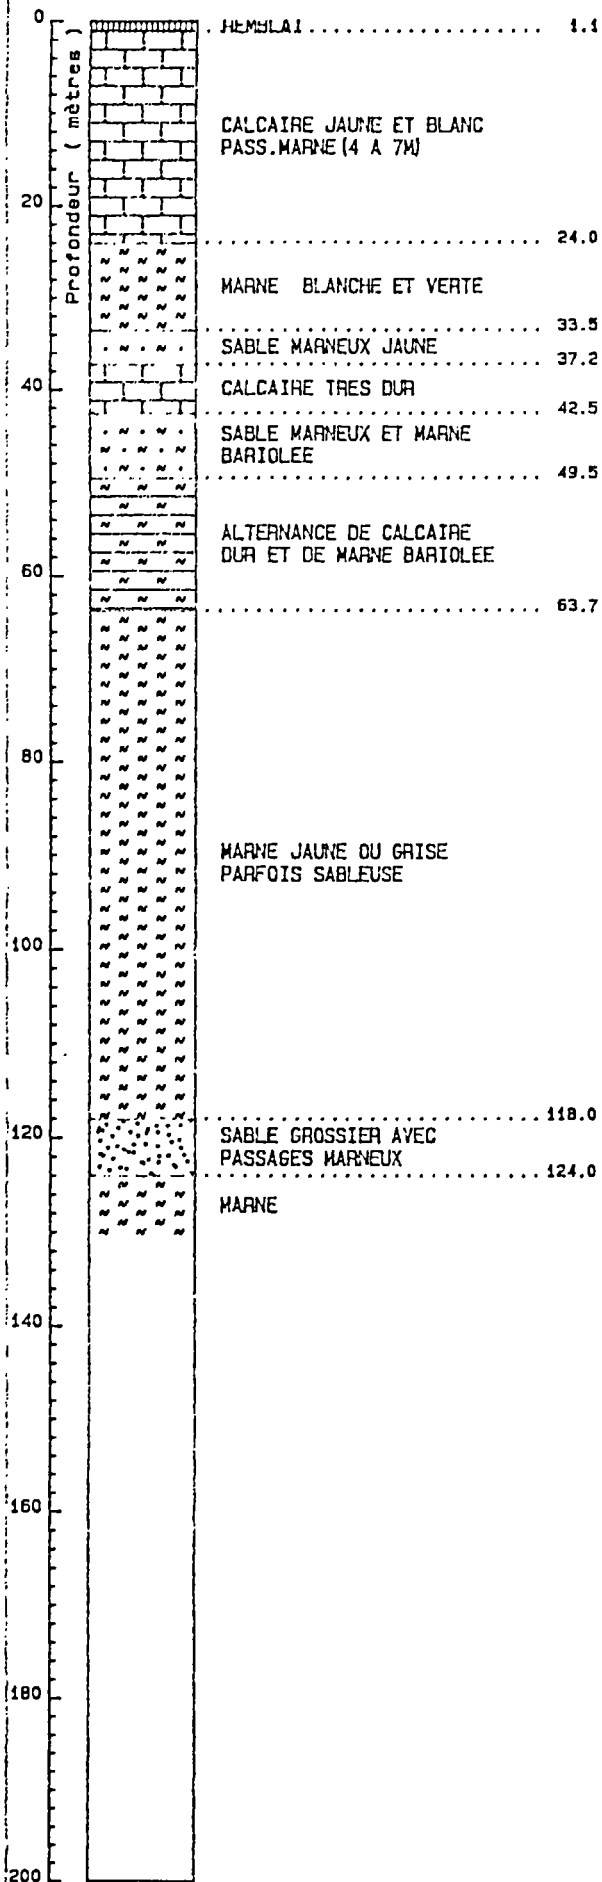 0
Profondeur ( mètres )
REMBLAI .......................... 1.1
CALCAIRE JAUNE ET BLANC
PASS.MARNE (4 A 7M)
20
24.0
MARNE BLANCHE ET VERTE
33.5
SABLE MARNEUX JAUNE
37.2
40
CALCAIRE TRES DUR
42.5
SABLE MARNEUX ET MARNE
BARIOLEE
49.5
ALTERNANCE DE CALCAIRE
DUR ET DE MARNE BARIOLEE
60
63.7
80
MARNE JAUNE OU GRISE
PARFOIS SABLEUSE
100
118.0
120
SABLE GROSSIER AVEC
PASSAGES MARNEUX
124.0
MARNE
140
160
180
200